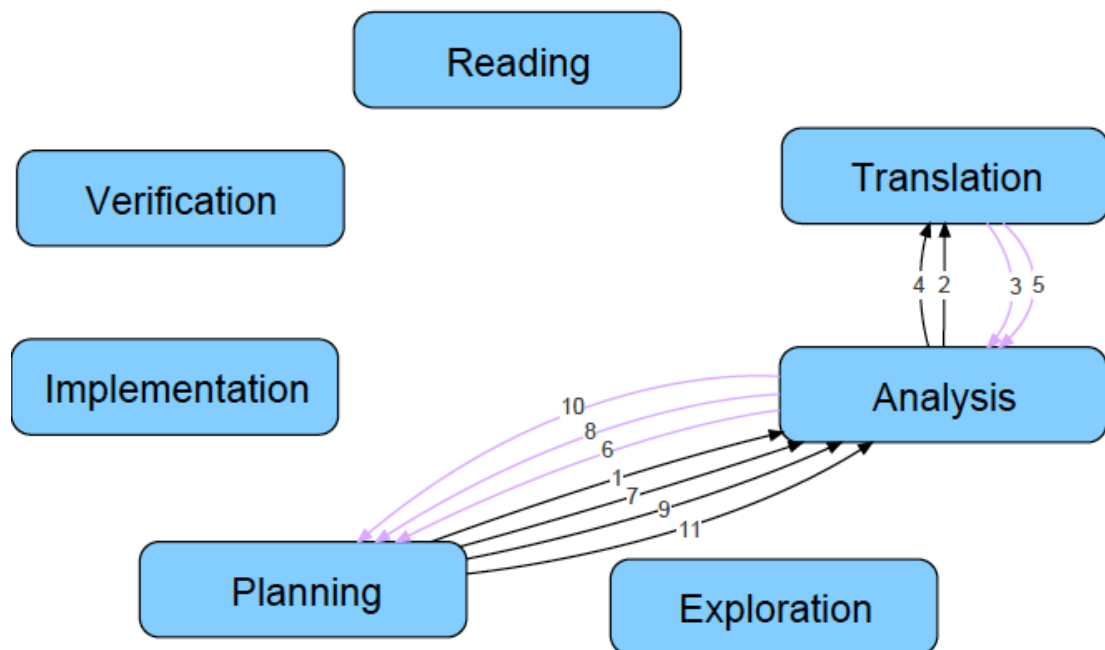 Reading
Translation
Verification
4 2 3 5
Implementation
Analysis
10
8
6
1
7
9
11
Planning
Exploration